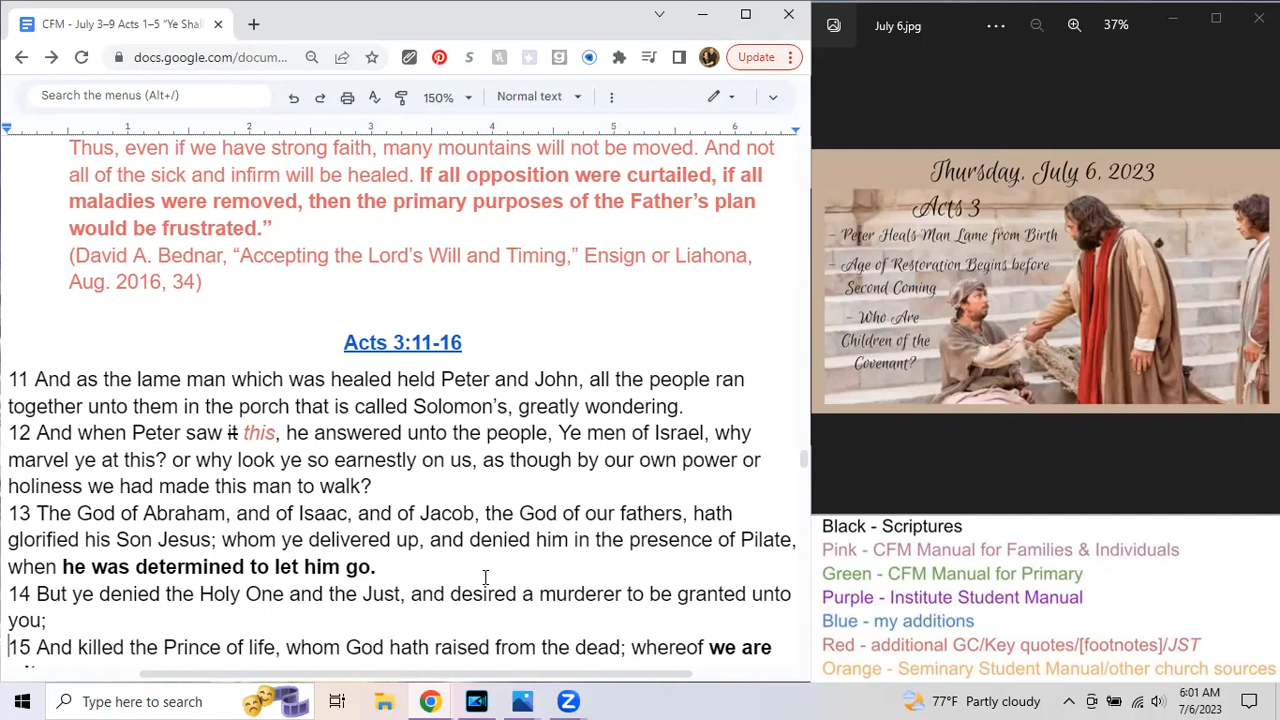 CFM - July 3–9 Acts 1–5 “Ye Shal
docs.google.com/docum...
Update
Search the menus (Alt+/)
150%
Normal text
1 2 3 4 5 6
Thus, even if we have strong faith, many mountains will not be moved. And not
all of the sick and infirm will be healed. If all opposition were curtailed, if all
maladies were removed, then the primary purposes of the Father’s plan
would be frustrated.”
(David A. Bednar, “Accepting the Lord’s Will and Timing,” Ensign or Liahona,
Aug. 2016, 34)
Acts 3:11-16
11 And as the lame man which was healed held Peter and John, all the people ran
together unto them in the porch that is called Solomon’s, greatly wondering.
12 And when Peter saw it this, he answered unto the people, Ye men of Israel, why
marvel ye at this? or why look ye so earnestly on us, as though by our own power or
holiness we had made this man to walk?
13 The God of Abraham, and of Isaac, and of Jacob, the God of our fathers, hath
glorified his Son Jesus; whom ye delivered up, and denied him in the presence of Pilate,
when he was determined to let him go.
14 But ye denied the Holy One and the Just, and desired a murderer to be granted unto
you;
15 And killed the Prince of life, whom God hath raised from the dead; whereof we are
July 6.jpg
37%
Thursday, July 6, 2023
Acts 3
- Peter Heals Man Lame from Birth
- Age of Restoration Begins before
Second Coming
- Who Are
Children of the
Covenant?
Black - Scriptures
Pink - CFM Manual for Families & Individuals
Green - CFM Manual for Primary
Purple - Institute Student Manual
Blue - my additions
Red - additional GC/Key quotes/[footnotes]/JST
Orange - Seminary Student Manual/other church sources
Type here to search
77°F Partly cloudy
6:01 AM
7/6/2023